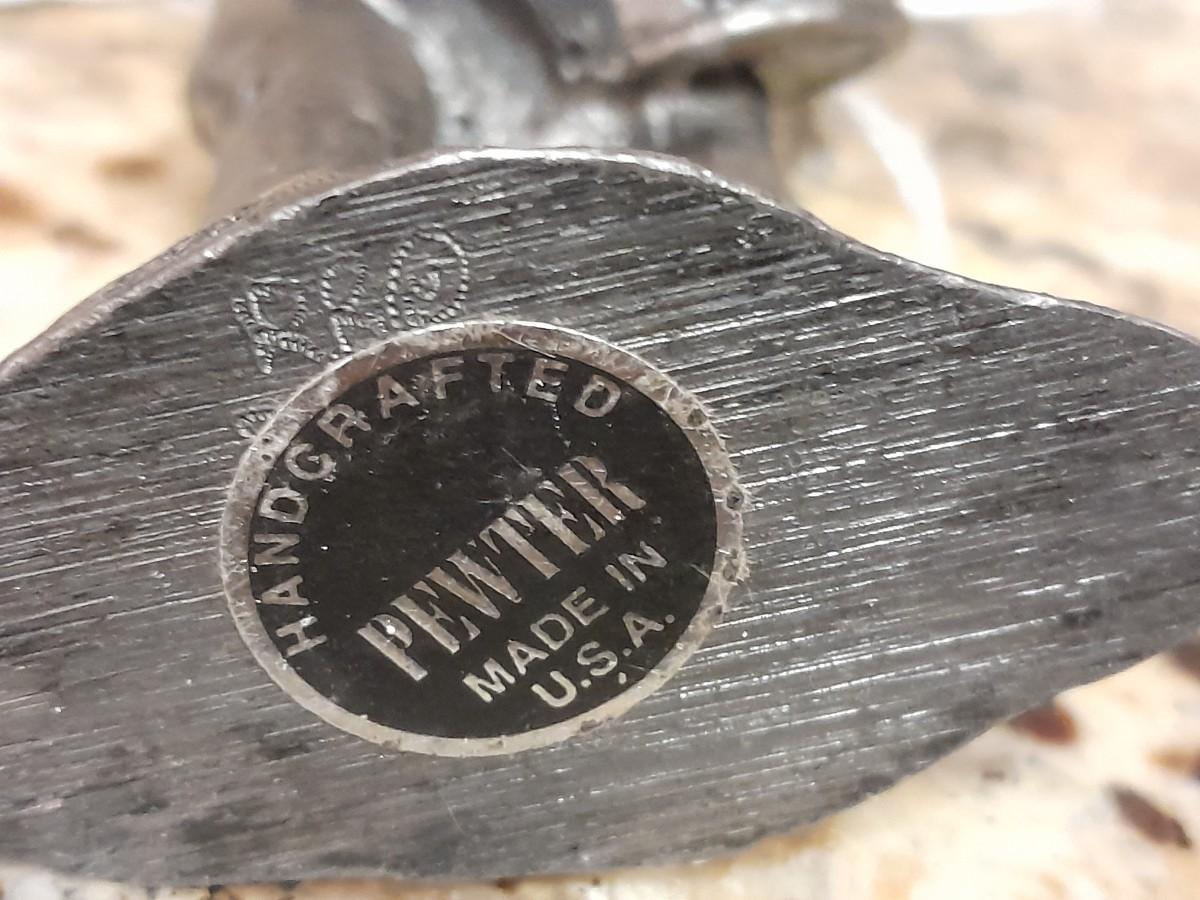 HANDCRAFTED
PEWTER
MADE IN
U.S.A.